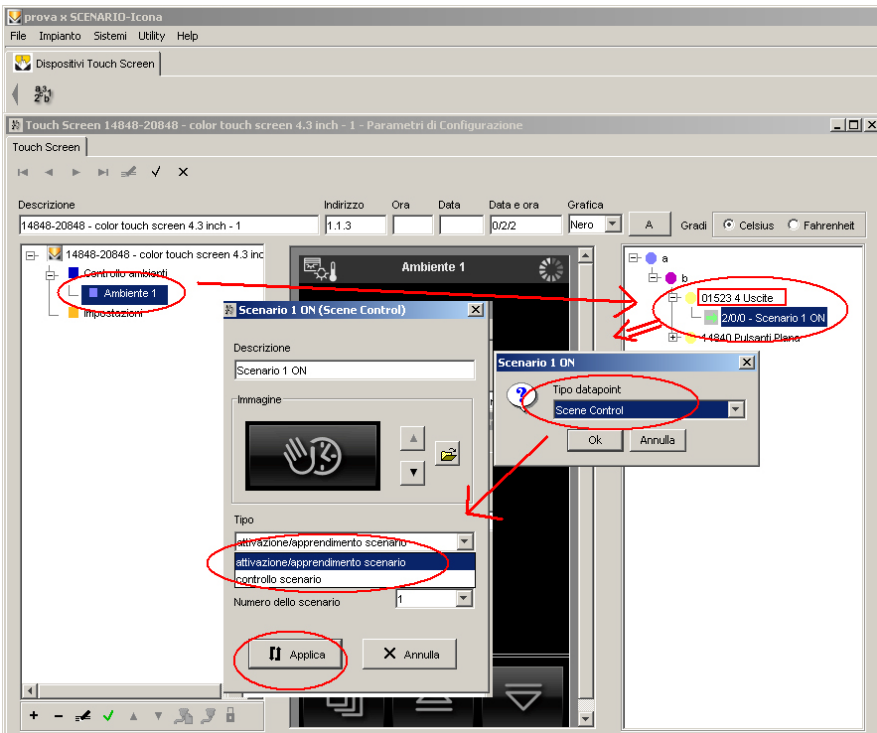 prova x SCENARIO-Icona
File Impianto Sistemi Utility Help
Dispositivi Touch Screen
Touch Screen 14848-20848 - color touch screen 4.3 inch - 1 - Parametri di Configurazione
Touch Screen
Descrizione Indirizzo Ora Data Data e ora Grafica
14848-20848 - color touch screen 4.3 inch - 1 1.1.3 0/2/2 Nero A Gradi Celsius Fahrenheit
14848-20848 - color touch screen 4.3 inc
Controllo ambienti
Ambiente 1
Impostazioni
Ambiente 1
a
b
01523 4 Uscite
2/0/0 - Scenario 1 ON
14840 Pulsanti Plana
Scenario 1 ON (Scene Control)
Descrizione
Scenario 1 ON
Immagine
Tipo
attivazione/apprendimento scenario
attivazione/apprendimento scenario
controllo scenario
Numero dello scenario 1
Applica Annulla
Scenario 1 ON
Tipo datapoint
Scene Control
Ok Annulla